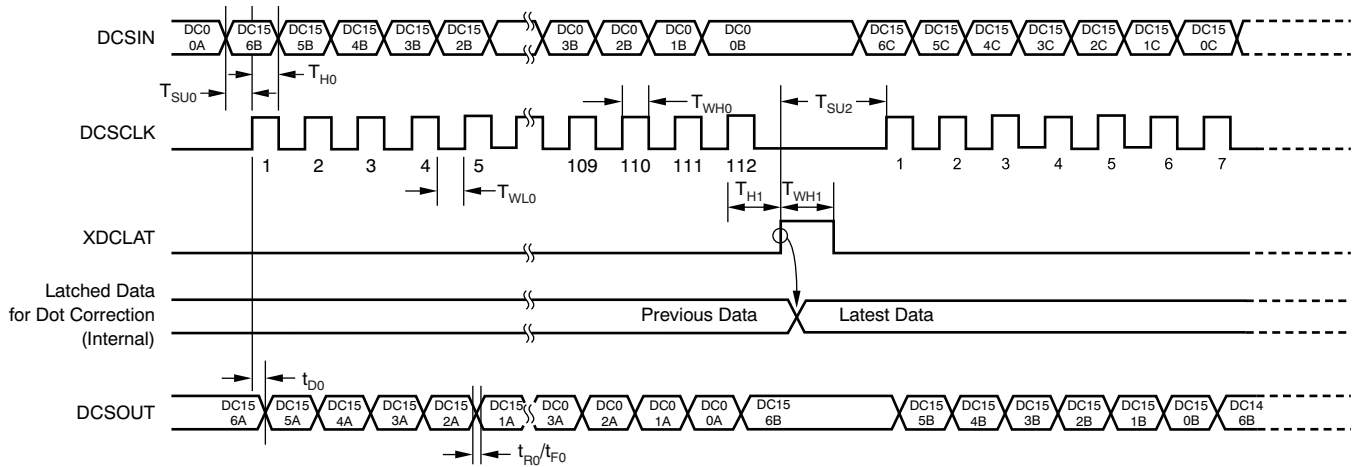 DCSIN
DC0 0A
DC15 6B
DC15 5B
DC15 4B
DC15 3B
DC15 2B
DC0 3B
DC0 2B
DC0 1B
DC0 0B
DC15 6C
DC15 5C
DC15 4C
DC15 3C
DC15 2C
DC15 1C
DC15 0C
TSU0
TH0
TWH0
TSU2
DCSCLK
1 2 3 4 5 109 110 111 112 1 2 3 4 5 6 7
TWL0
TH1
TWH1
XDCLAT
Latched Data
for Dot Correction
(Internal)
Previous Data
Latest Data
tD0
DCSOUT
DC15 6A
DC15 5A
DC15 4A
DC15 3A
DC15 2A
DC15 1A
DC0 3A
DC0 2A
DC0 1A
DC0 0A
DC15 6B
DC15 5B
DC15 4B
DC15 3B
DC15 2B
DC15 1B
DC15 0B
DC14 6B
tR0/tF0